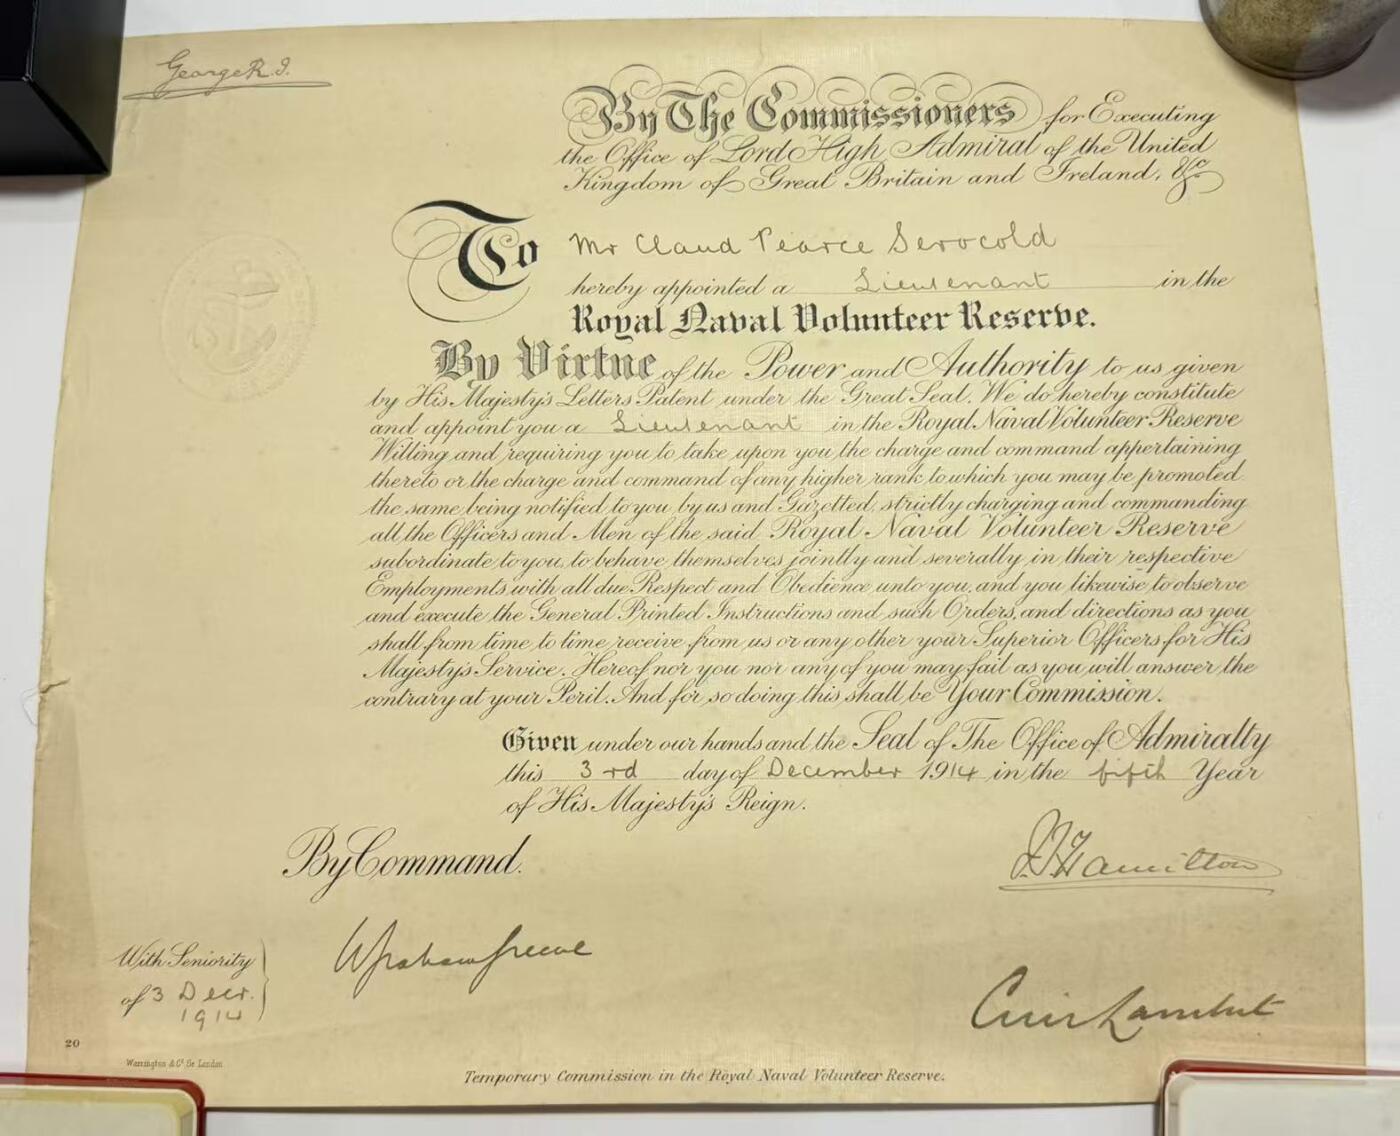 George R.I.
By The Commissioners for Executing
the Office of Lord High Admiral of the United
Kingdom of Great Britain and Ireland, &c
To Mr Claud Pearce Serocold
hereby appointed a Lieutenant in the
Royal Naval Volunteer Reserve.
By Virtue of the Power and Authority to us given
by His Majesty's Letters Patent under the Great Seal. We do hereby constitute
and appoint you a Lieutenant in the Royal Naval Volunteer Reserve
Willing and requiring you to take upon you the charge and command appertaining
thereto or the charge and command of any higher rank to which you may be promoted
the same being notified to you by us and Gazetted, strictly charging and commanding
all the Officers and Men of the said Royal Naval Volunteer Reserve
subordinate to you, to behave themselves jointly and severally in their respective
Employments with all due Respect and Obedience unto you, and you likewise to observe
and execute the General Printed Instructions and such Orders, and directions as you
shall from time to time receive from us or any other your Superior Officers for His
Majesty's Service. Hereof nor you nor any of you may fail as you will answer the
contrary at your Peril. And for so doing this shall be Your Commission.
Given under our hands and the Seal of The Office of Admiralty
this 3rd day of December 1914 in the fifth Year
of His Majesty's Reign.
By Command.
F.T. Hamilton
W Graham Greene
With Seniority
of 3 Decr.
1914
Cecil Lambert
20
Warrington & Co. Sc London
Temporary Commission in the Royal Naval Volunteer Reserve.